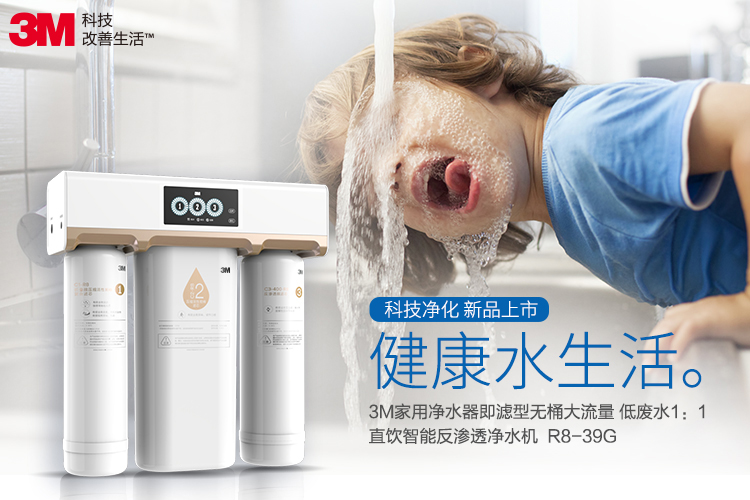 3M 科技
改善生活™
3M
1 2 3
3M
1
3M
2
3M
3
科技净化 新品上市
健康水生活。
3M家用净水器即滤型无桶大流量 低废水1：1
直饮智能反渗透净水机 R8-39G